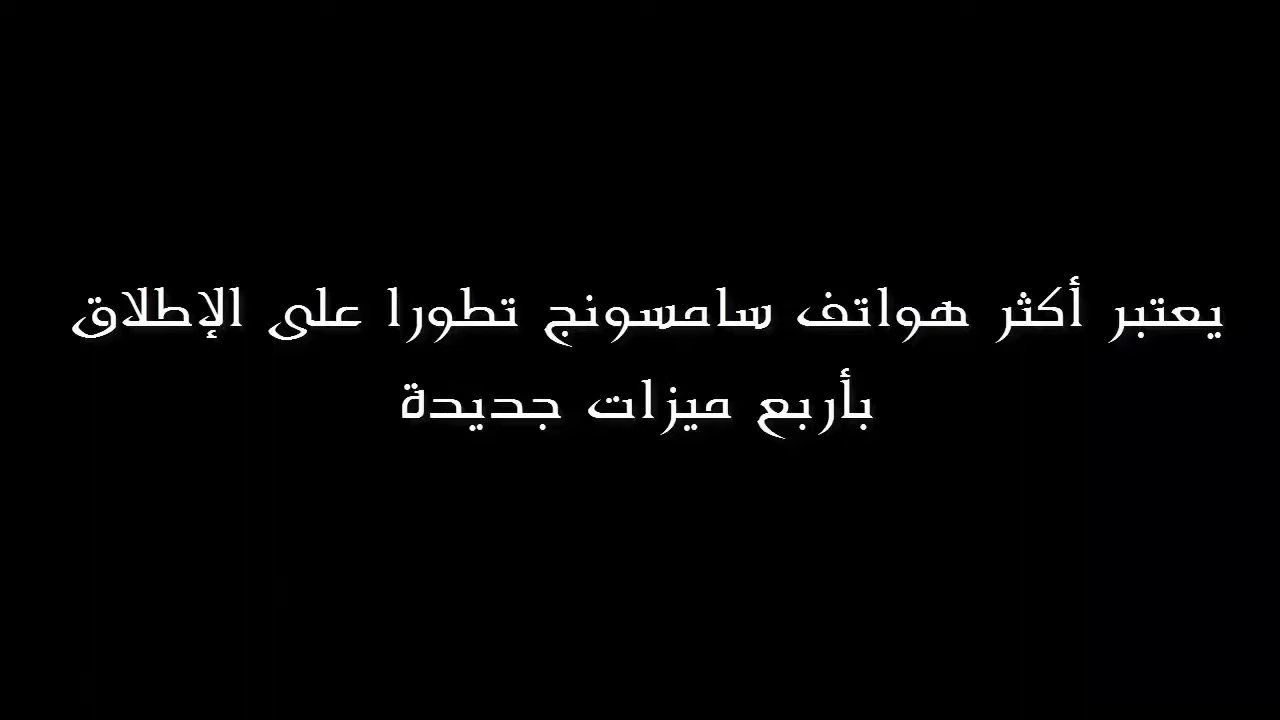 يعتبر أكثر هواتف سامسونج تطورا على الإطلاق
بأربع ميزات جديدة